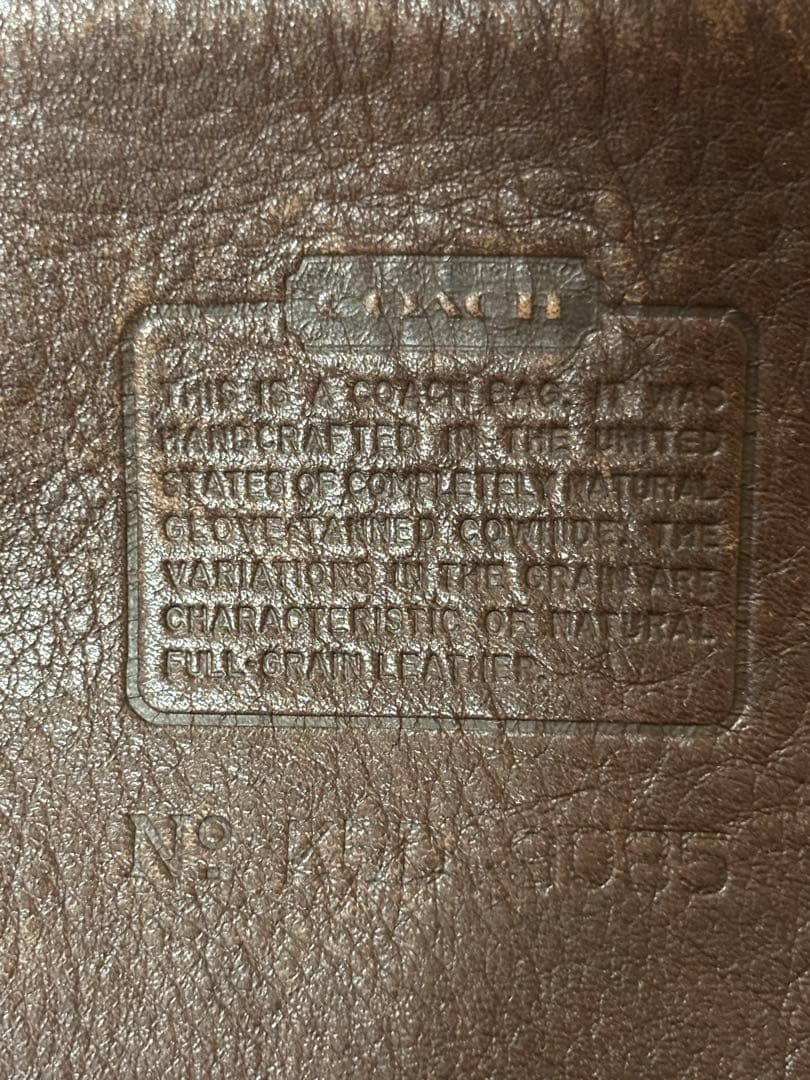 COACH
THIS IS A COACH BAG. IT WAS
HANDCRAFTED IN THE UNITED
STATES OF COMPLETELY NATURAL
GLOVE TANNED COWHIDE. THE
VARIATIONS IN THE GRAIN ARE
CHARACTERISTIC OF NATURAL
FULL-GRAIN LEATHER.
Nº 9085